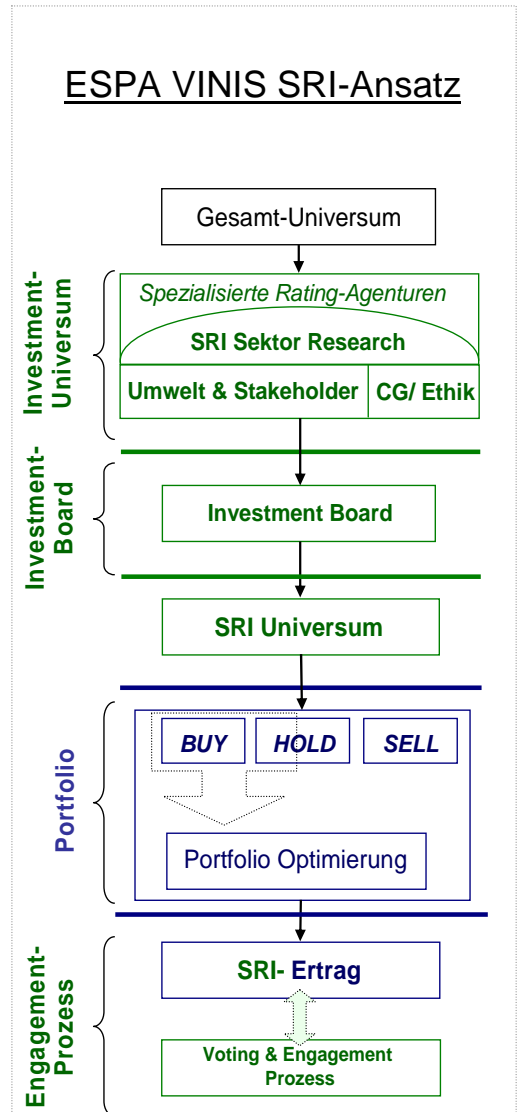 ESPA VINIS SRI-Ansatz
Gesamt-Universum
Investment-
Universum
Spezialisierte Rating-Agenturen
SRI Sektor Research
Umwelt & Stakeholder
CG/ Ethik
Investment-
Board
Investment Board
SRI Universum
Portfolio
BUY
HOLD
SELL
Portfolio Optimierung
Engagement-
Prozess
SRI- Ertrag
Voting & Engagement
Prozess